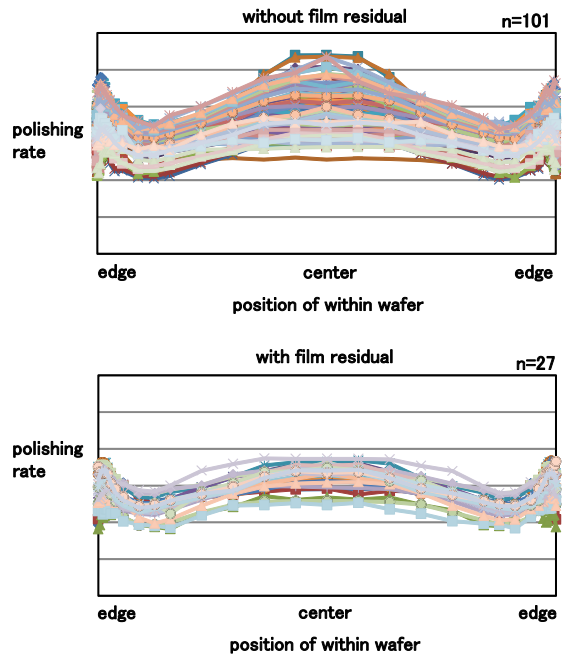 without film residual
n=101
polishing
rate
edge center edge
position of within wafer
with film residual
n=27
polishing
rate
edge center edge
position of within wafer